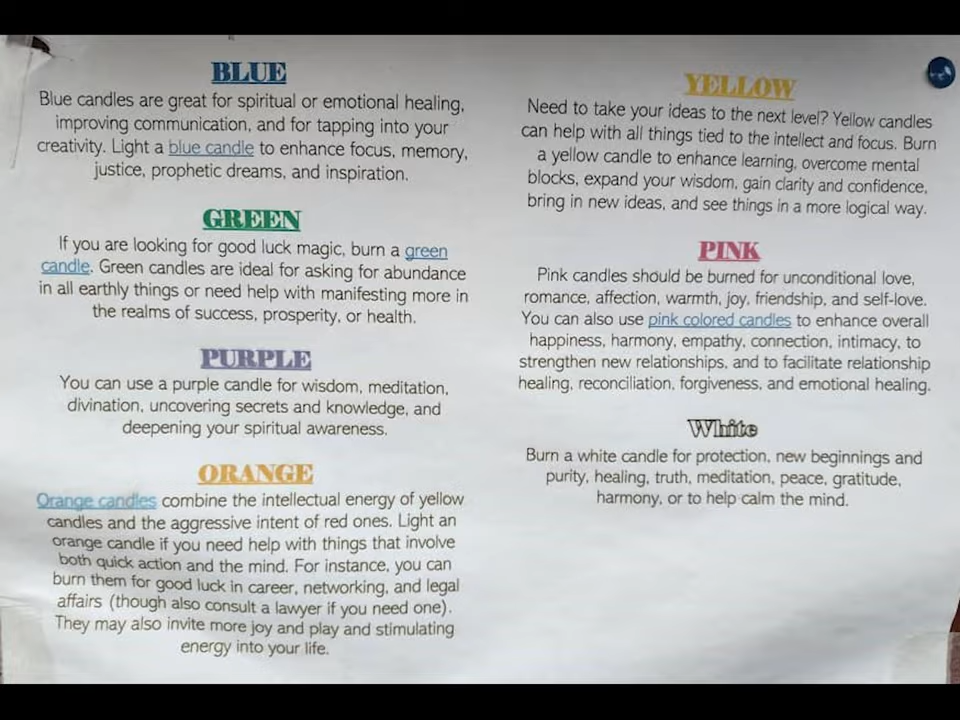 BLUE
Blue candles are great for spiritual or emotional healing,
improving communication, and for tapping into your
creativity. Light a blue candle to enhance focus, memory,
justice, prophetic dreams, and inspiration.
GREEN
If you are looking for good luck magic, burn a green
candle. Green candles are ideal for asking for abundance
in all earthly things or need help with manifesting more in
the realms of success, prosperity, or health.
PURPLE
You can use a purple candle for wisdom, meditation,
divination, uncovering secrets and knowledge, and
deepening your spiritual awareness.
ORANGE
Orange candles combine the intellectual energy of yellow
candles and the aggressive intent of red ones. Light an
orange candle if you need help with things that involve
both quick action and the mind. For instance, you can
burn them for good luck in career, networking, and legal
affairs (though also consult a lawyer if you need one).
They may also invite more joy and play and stimulating
energy into your life.
YELLOW
Need to take your ideas to the next level? Yellow candles
can help with all things tied to the intellect and focus. Burn
a yellow candle to enhance learning, overcome mental
blocks, expand your wisdom, gain clarity and confidence,
bring in new ideas, and see things in a more logical way.
PINK
Pink candles should be burned for unconditional love,
romance, affection, warmth, joy, friendship, and self-love.
You can also use pink colored candles to enhance overall
happiness, harmony, empathy, connection, intimacy, to
strengthen new relationships, and to facilitate relationship
healing, reconciliation, forgiveness, and emotional healing.
White
Burn a white candle for protection, new beginnings and
purity, healing, truth, meditation, peace, gratitude,
harmony, or to help calm the mind.